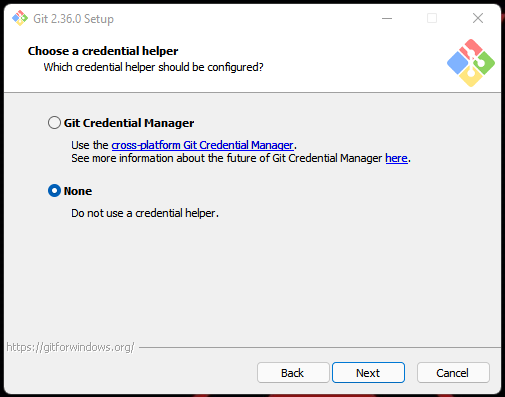 Git 2.36.0 Setup
Choose a credential helper
Which credential helper should be configured?
Git Credential Manager
Use the cross-platform Git Credential Manager.
See more information about the future of Git Credential Manager here.
None
Do not use a credential helper.
https://gitforwindows.org/
Back Next Cancel